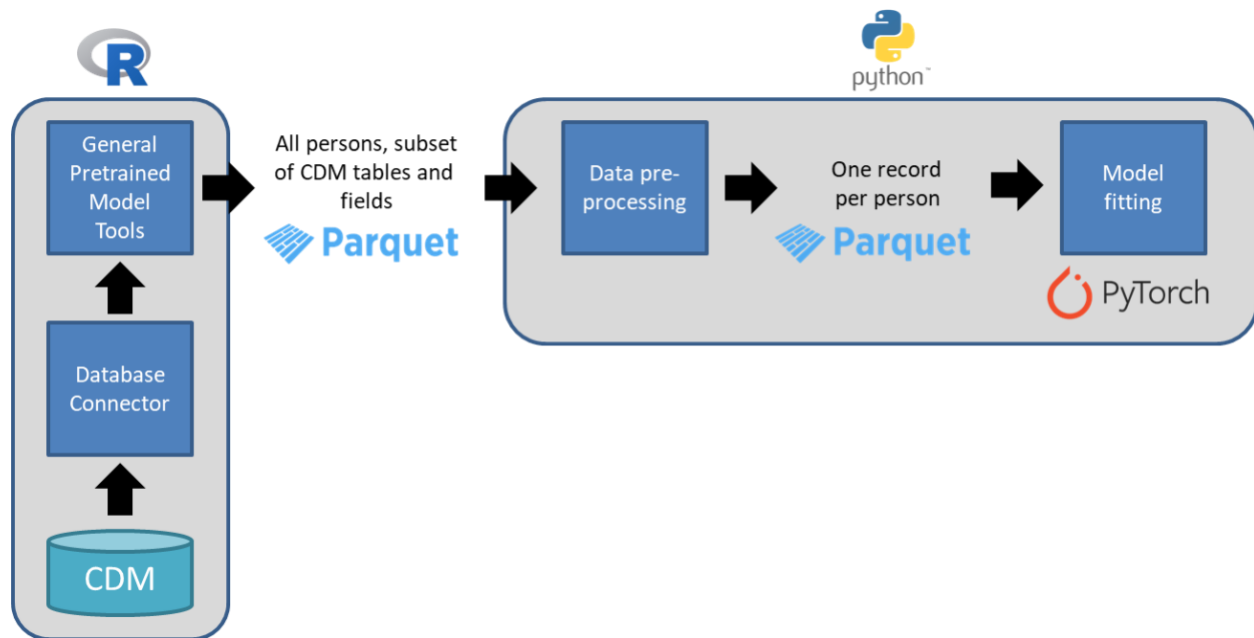 R
python™
General
Pretrained
Model
Tools
All persons, subset
of CDM tables and
fields
Parquet
Data pre-
processing
One record
per person
Parquet
Model
fitting
PyTorch
Database
Connector
CDM